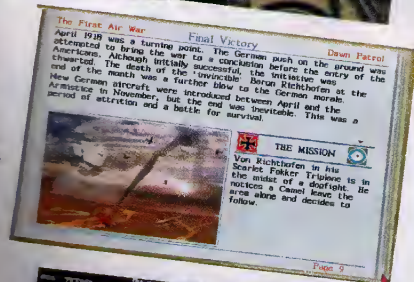 The First Air War
Final Victory
Dawn Patrol
April 1918 was a turning point. The German push on the ground was
attempted to bring the war to a conclusion before the entry of the
Americans. Although initially successful, the initiative was
thwarted. The death of the 'invincible' Baron Richthofen at the
end of the month was a further blow to the German morale.
New German aircraft were introduced between April and the
Armistice in November, but the end was inevitable. This was a
period of attrition and a battle for survival.
THE MISSION
Von Richthofen in his
Scarlet Fokker Triplane is in
the midst of a dogfight. He
notices a Camel leave the
area alone and decides to
follow.
Page 9